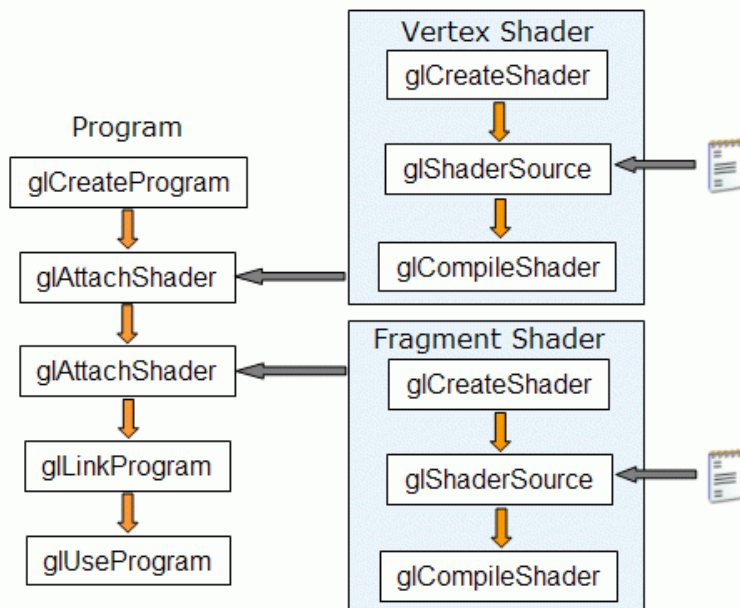 Program
glCreateProgram
glAttachShader
glAttachShader
glLinkProgram
glUseProgram
Vertex Shader
glCreateShader
glShaderSource
glCompileShader
Fragment Shader
glCreateShader
glShaderSource
glCompileShader